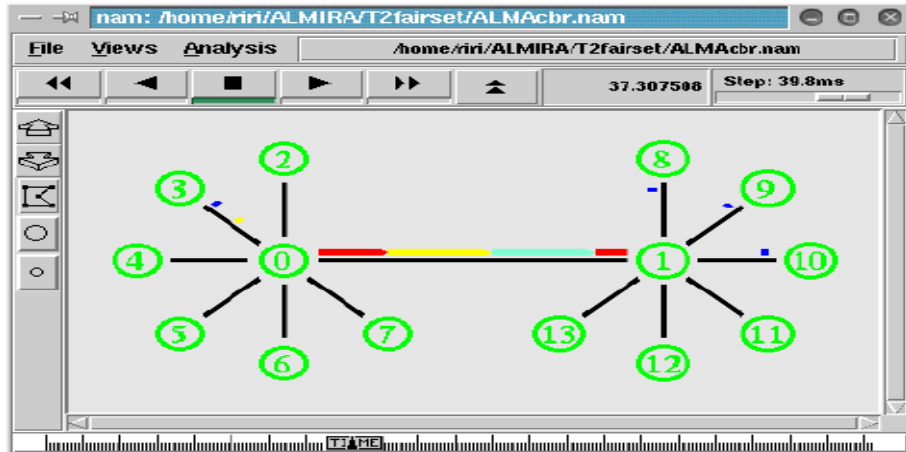 nam: /home/riri/ALMIRA/T2fairset/ALMAcbr.nam
File Views Analysis /home/riri/ALMIRA/T2fairset/ALMAcbr.nam
37.307508 Step: 39.8ms
2 8
3 9
4 0 1 10
5 7 13 11
6 12
TIME